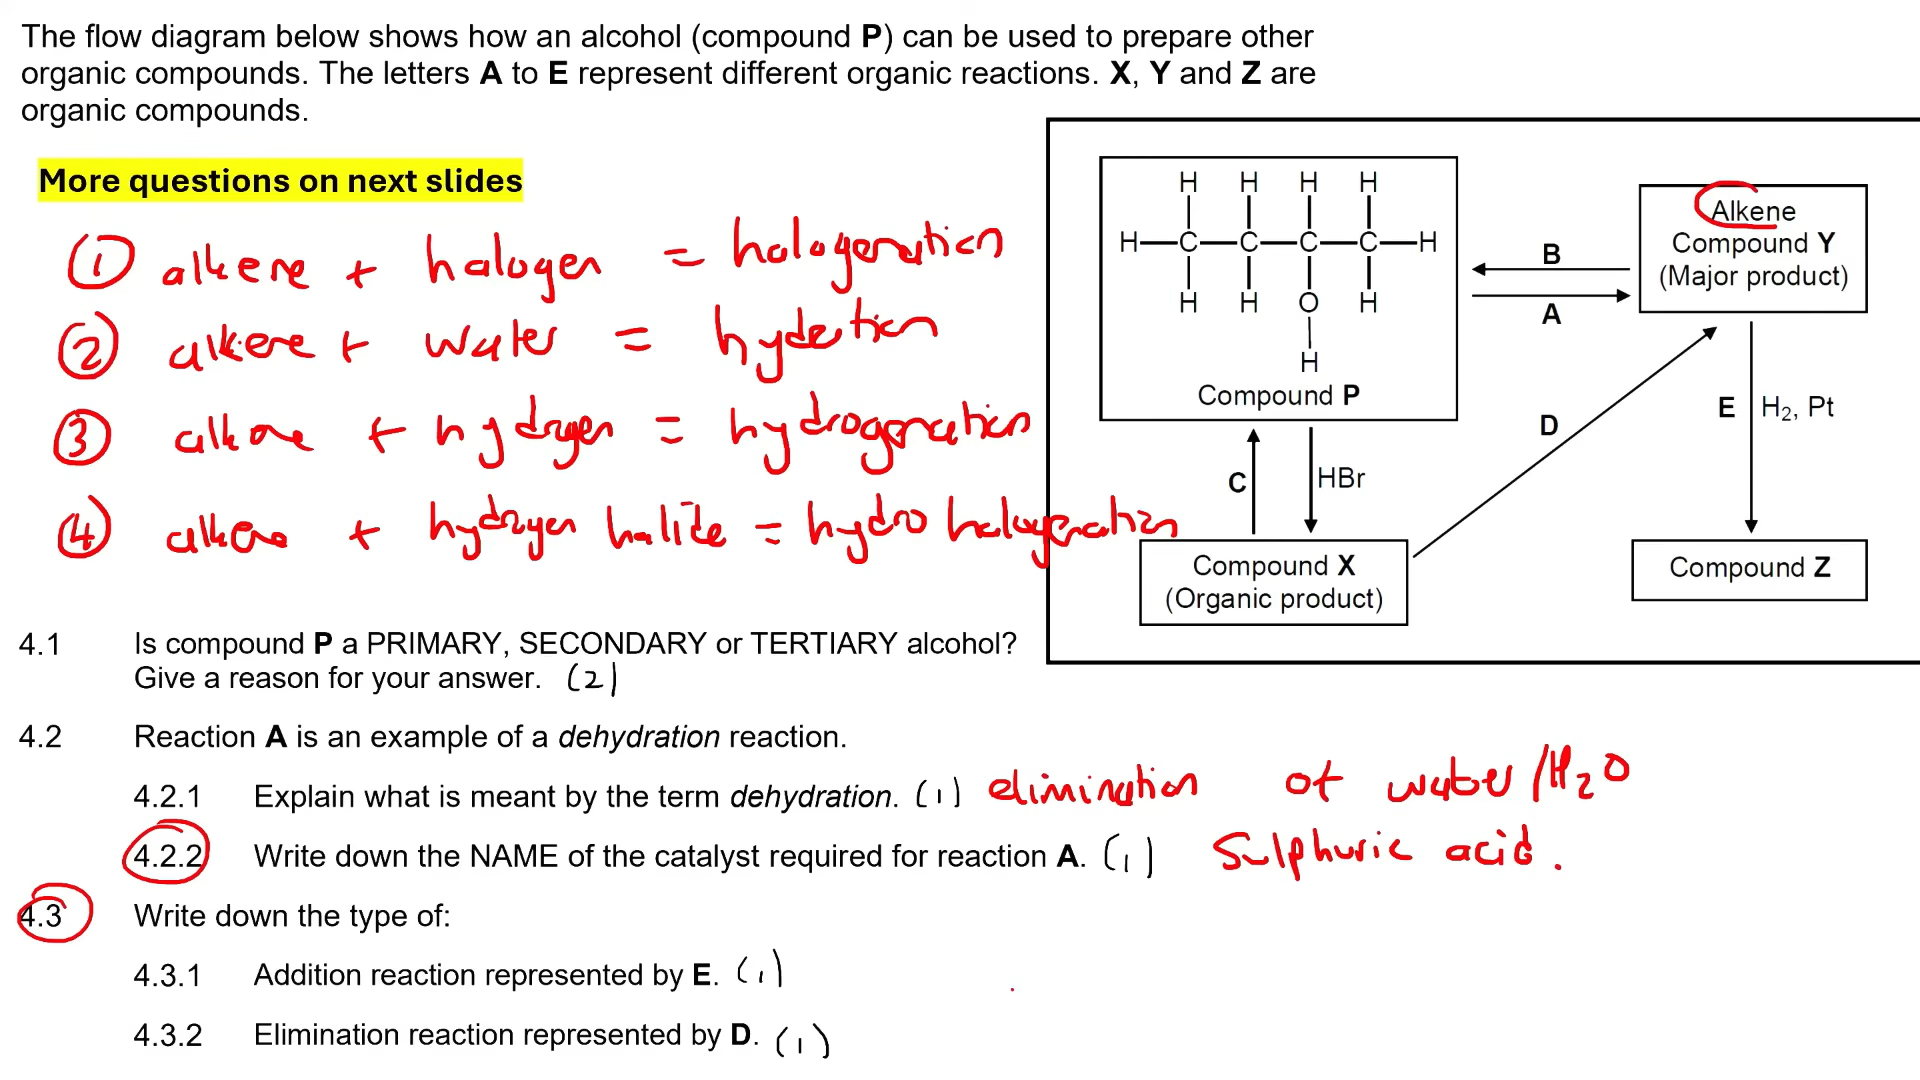 The flow diagram below shows how an alcohol (compound P) can be used to prepare other
organic compounds. The letters A to E represent different organic reactions. X, Y and Z are
organic compounds.
More questions on next slides
① alkene + halogen = halogenation
② alkene + water = hydration
③ alkene + hydrogen = hydrogenation
④ alkene + hydrogen halide = hydro halogenation
H H H H
H—C—C—C—C—H
H H O H
H
Compound P
B
A
Alkene
Compound Y
(Major product)
C
HBr
D
E H₂, Pt
Compound X
(Organic product)
Compound Z
4.1 Is compound P a PRIMARY, SECONDARY or TERTIARY alcohol?
Give a reason for your answer. (2)
4.2 Reaction A is an example of a dehydration reaction.
4.2.1 Explain what is meant by the term dehydration. (1) elimination of water/H₂O
4.2.2 Write down the NAME of the catalyst required for reaction A. (1) Sulphuric acid.
4.3 Write down the type of:
4.3.1 Addition reaction represented by E. (1)
4.3.2 Elimination reaction represented by D. (1)